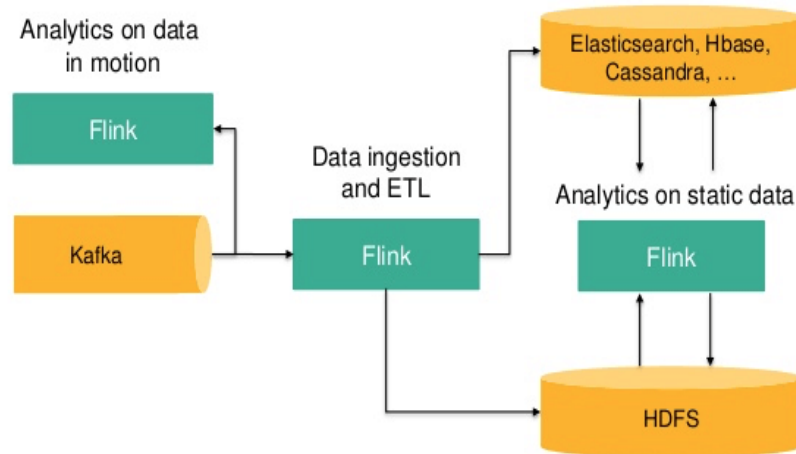 Analytics on data
in motion
Flink
Kafka
Data ingestion
and ETL
Flink
Elasticsearch, Hbase,
Cassandra, ...
Analytics on static data
Flink
HDFS